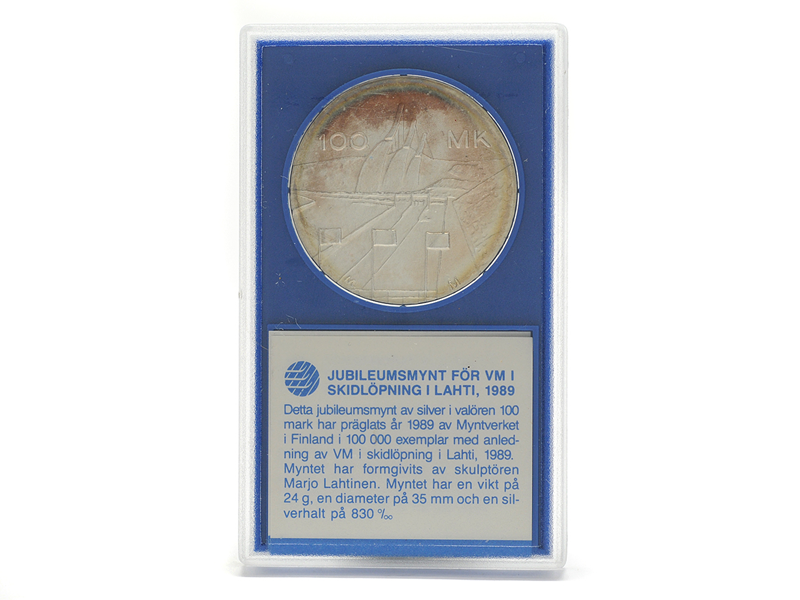 100 MK
JUBILEUMSMYNT FÖR VM I
SKIDLÖPNING I LAHTI, 1989
Detta jubileumsmynt av silver i valören 100
mark har präglats år 1989 av Myntverket
i Finland i 100 000 exemplar med anled-
ning av VM i skidlöpning i Lahti, 1989.
Myntet har formgivits av skulptören
Marjo Lahtinen. Myntet har en vikt på
24 g, en diameter på 35 mm och en sil-
verhalt på 830 ‰